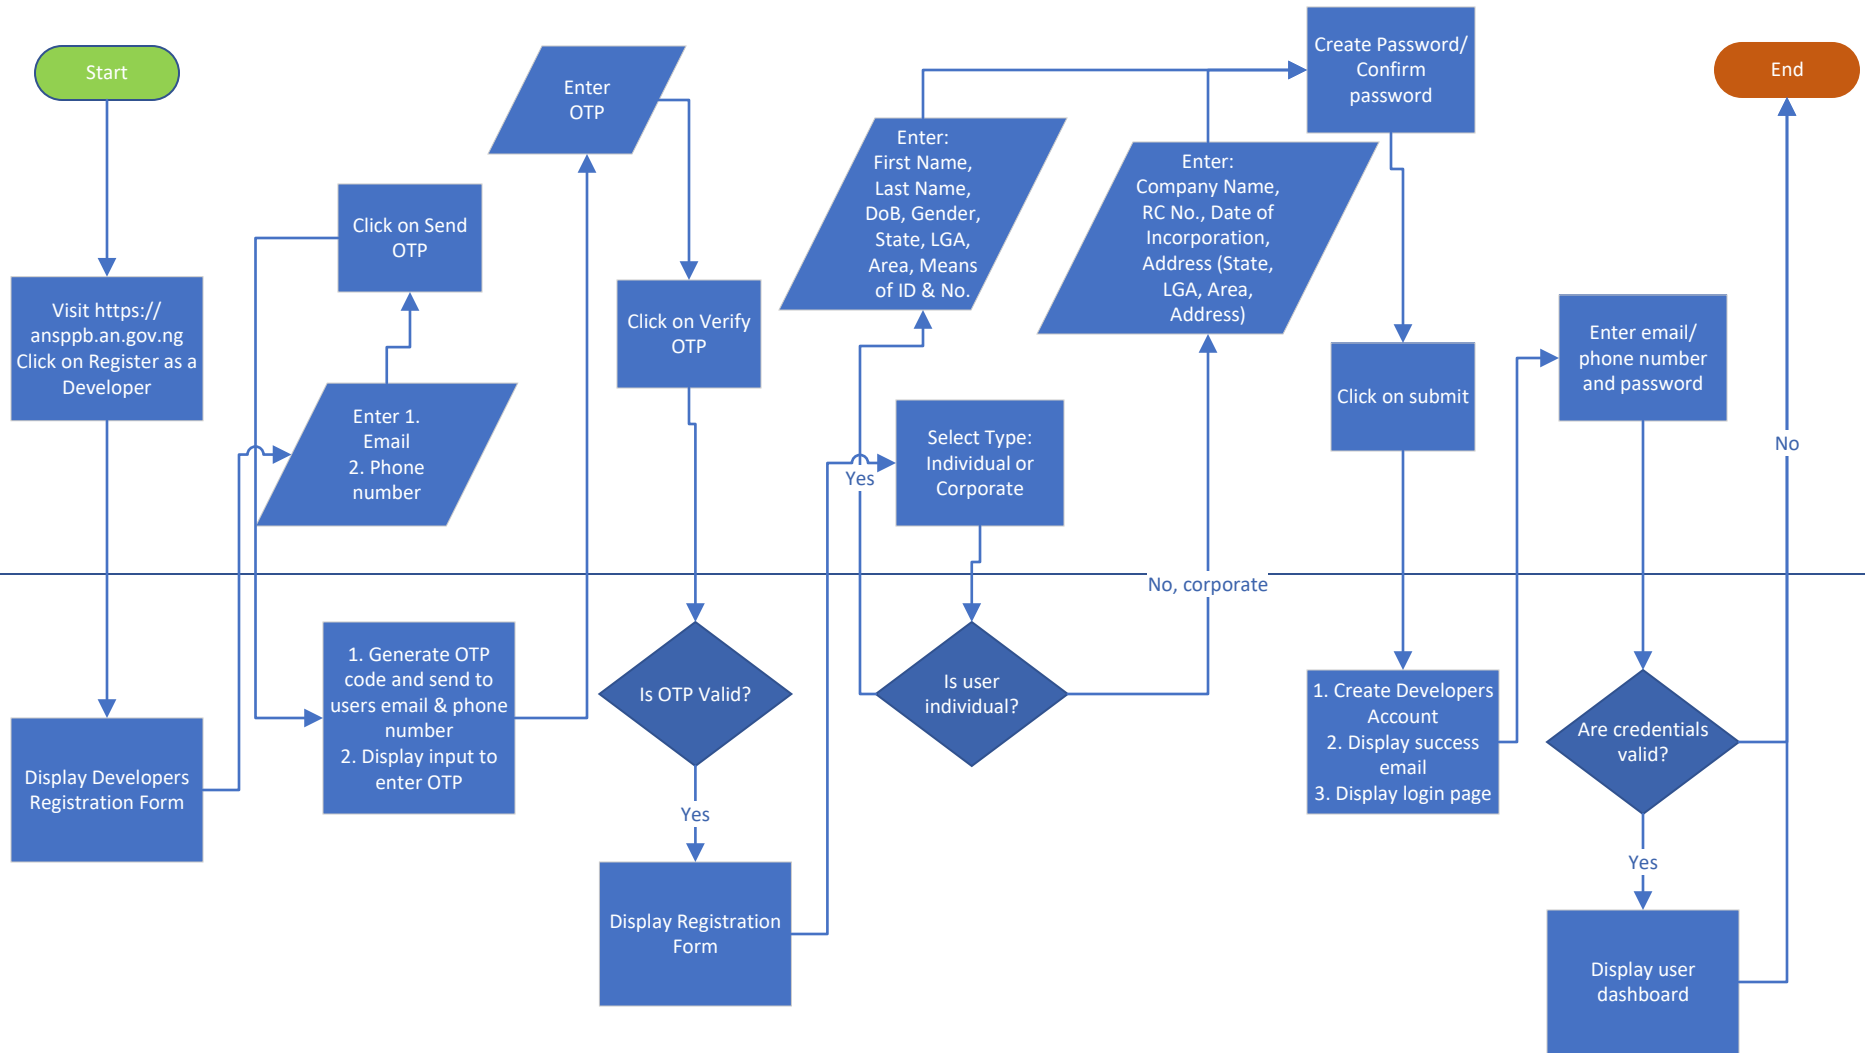 Start
Visit https://
ansppb.an.gov.ng
Click on Register as a
Developer
Display Developers
Registration Form
Enter 1.
Email
2. Phone
number
Click on Send
OTP
1. Generate OTP
code and send to
users email & phone
number
2. Display input to
enter OTP
Enter
OTP
Click on Verify
OTP
Is OTP Valid?
Yes
Display Registration
Form
Select Type:
Individual or
Corporate
Is user
individual?
Yes
Enter:
First Name,
Last Name,
DoB, Gender,
State, LGA,
Area, Means
of ID & No.
No, corporate
Enter:
Company Name,
RC No., Date of
Incorporation,
Address (State,
LGA, Area,
Address)
Create Password/
Confirm
password
Click on submit
1. Create Developers
Account
2. Display success
email
3. Display login page
Enter email/
phone number
and password
Are credentials
valid?
Yes
Display user
dashboard
No
End